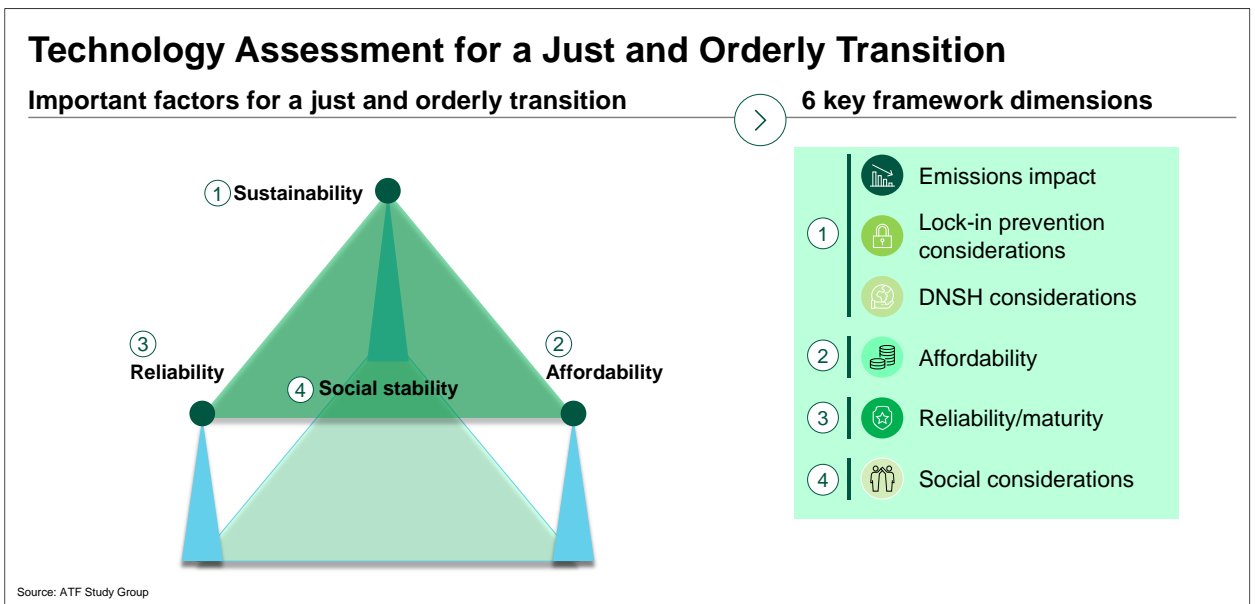 Technology Assessment for a Just and Orderly Transition
Important factors for a just and orderly transition
6 key framework dimensions
1 Sustainability
3
Reliability
2
Affordability
4 Social stability
1
Emissions impact
Lock-in prevention
considerations
DNSH considerations
2 Affordability
3 Reliability/maturity
4 Social considerations
Source: ATF Study Group